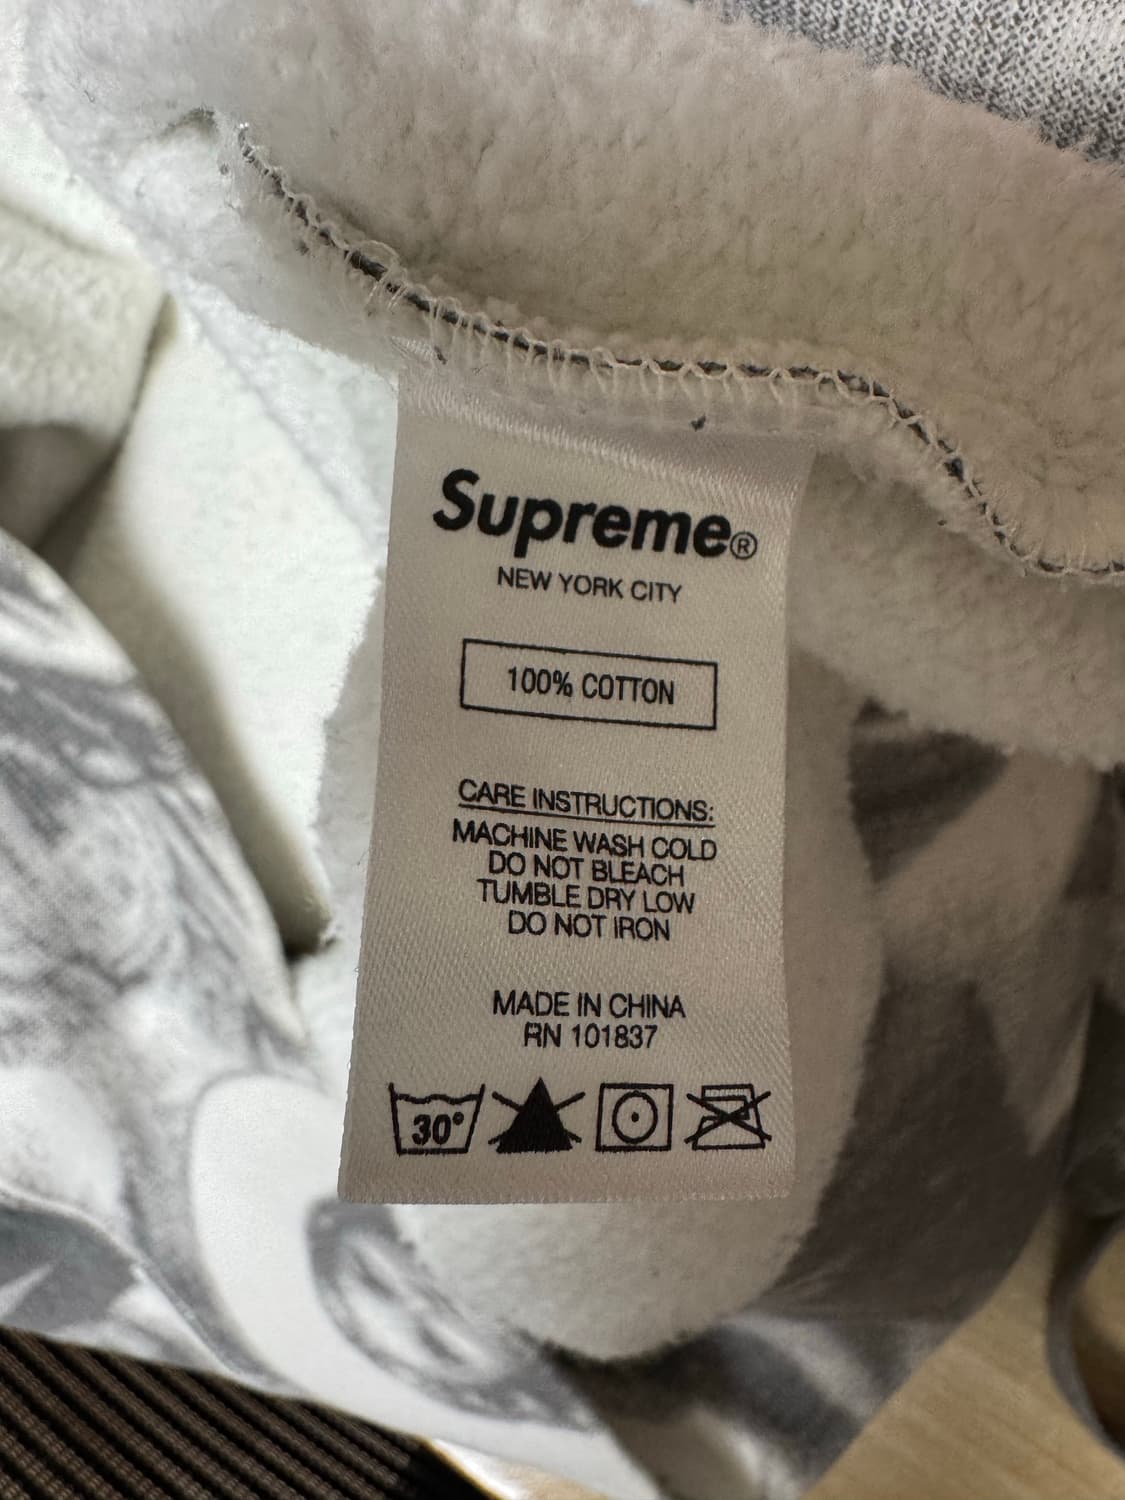 Supreme®
NEW YORK CITY
100% COTTON
CARE INSTRUCTIONS:
MACHINE WASH COLD
DO NOT BLEACH
TUMBLE DRY LOW
DO NOT IRON
MADE IN CHINA
RN 101837
30°